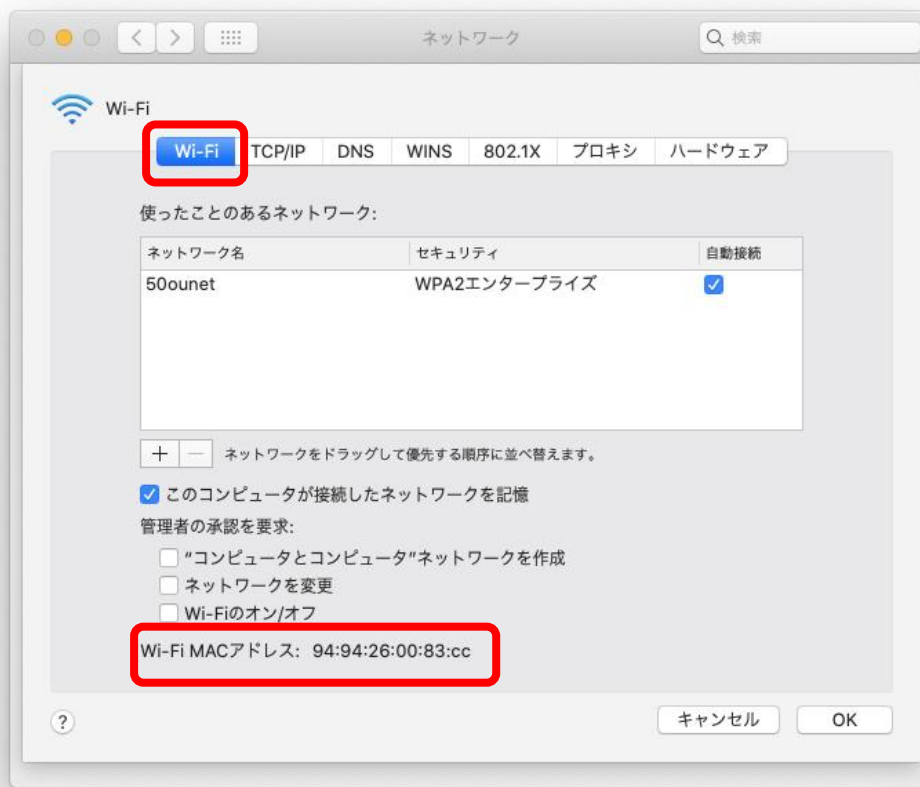 ネットワーク
検索
Wi-Fi
Wi-Fi TCP/IP DNS WINS 802.1X プロキシ ハードウェア
使ったことのあるネットワーク:
ネットワーク名 セキュリティ 自動接続
50ounet WPA2エンタープライズ
+ − ネットワークをドラッグして優先する順序に並べ替えます。
このコンピュータが接続したネットワークを記憶
管理者の承認を要求:
“コンピュータとコンピュータ”ネットワークを作成
ネットワークを変更
Wi-Fiのオン/オフ
Wi-Fi MACアドレス: 94:94:26:00:83:cc
? キャンセル OK